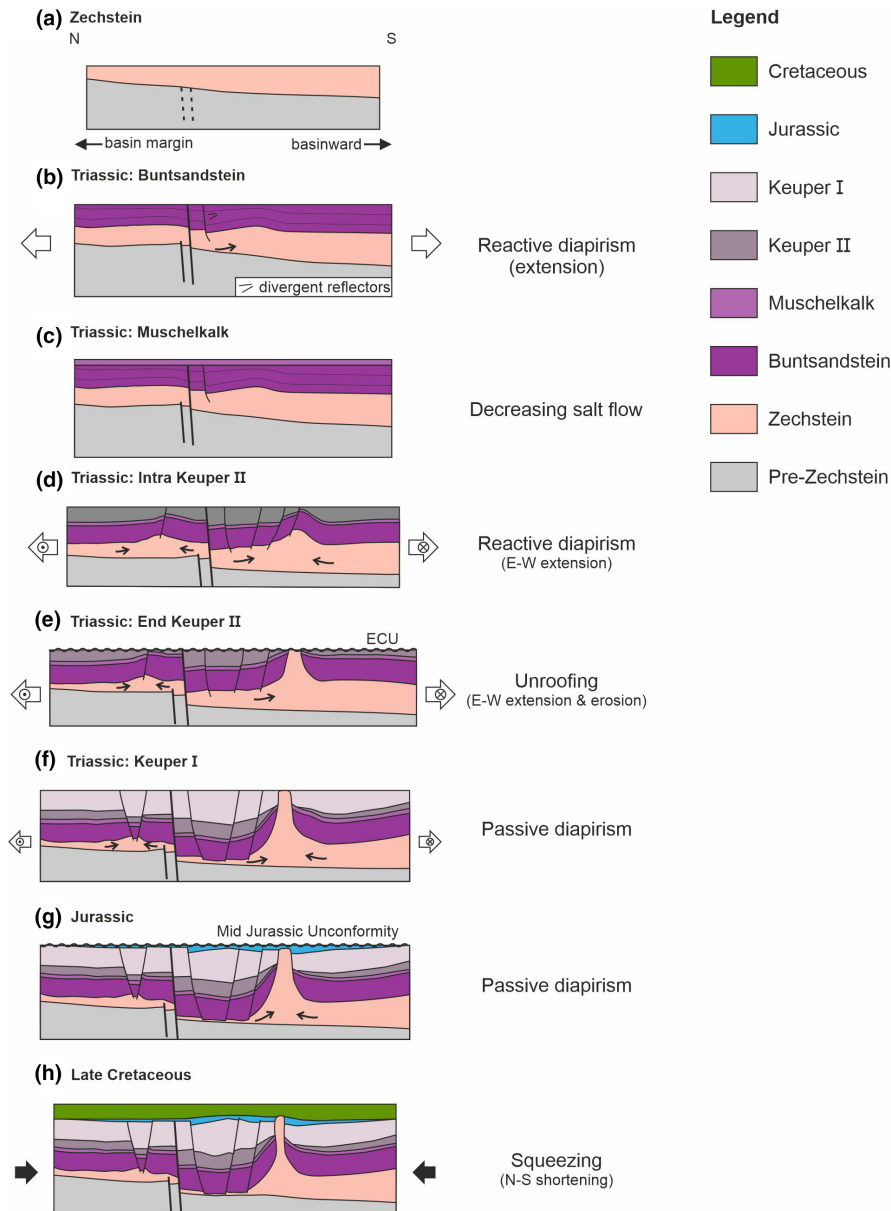 (a) Zechstein
N
S
basin margin
basinward
(b) Triassic: Buntsandstein
divergent reflectors
Reactive diapirism
(extension)
(c) Triassic: Muschelkalk
Decreasing salt flow
(d) Triassic: Intra Keuper II
Reactive diapirism
(E-W extension)
(e) Triassic: End Keuper II
ECU
Unroofing
(E-W extension & erosion)
(f) Triassic: Keuper I
Passive diapirism
(g) Jurassic
Mid Jurassic Unconformity
Passive diapirism
(h) Late Cretaceous
Squeezing
(N-S shortening)
Legend
Cretaceous
Jurassic
Keuper I
Keuper II
Muschelkalk
Buntsandstein
Zechstein
Pre-Zechstein